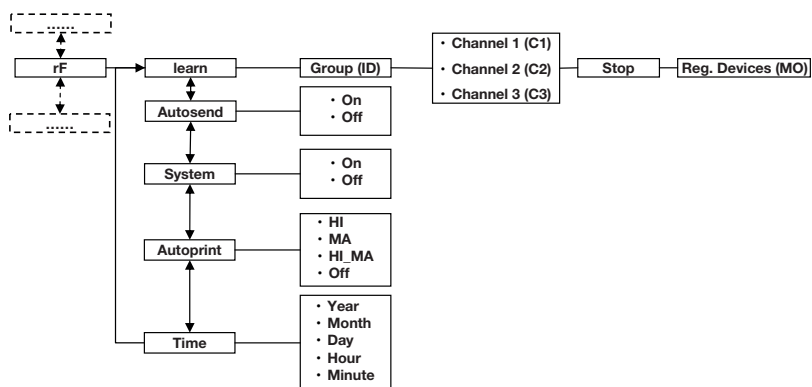 ......
rF
......
learn
Group (ID)
· Channel 1 (C1)
· Channel 2 (C2)
· Channel 3 (C3)
Stop
Reg. Devices (MO)
Autosend
· On
· Off
System
· On
· Off
Autoprint
· HI
· MA
· HI_MA
· Off
Time
· Year
· Month
· Day
· Hour
· Minute